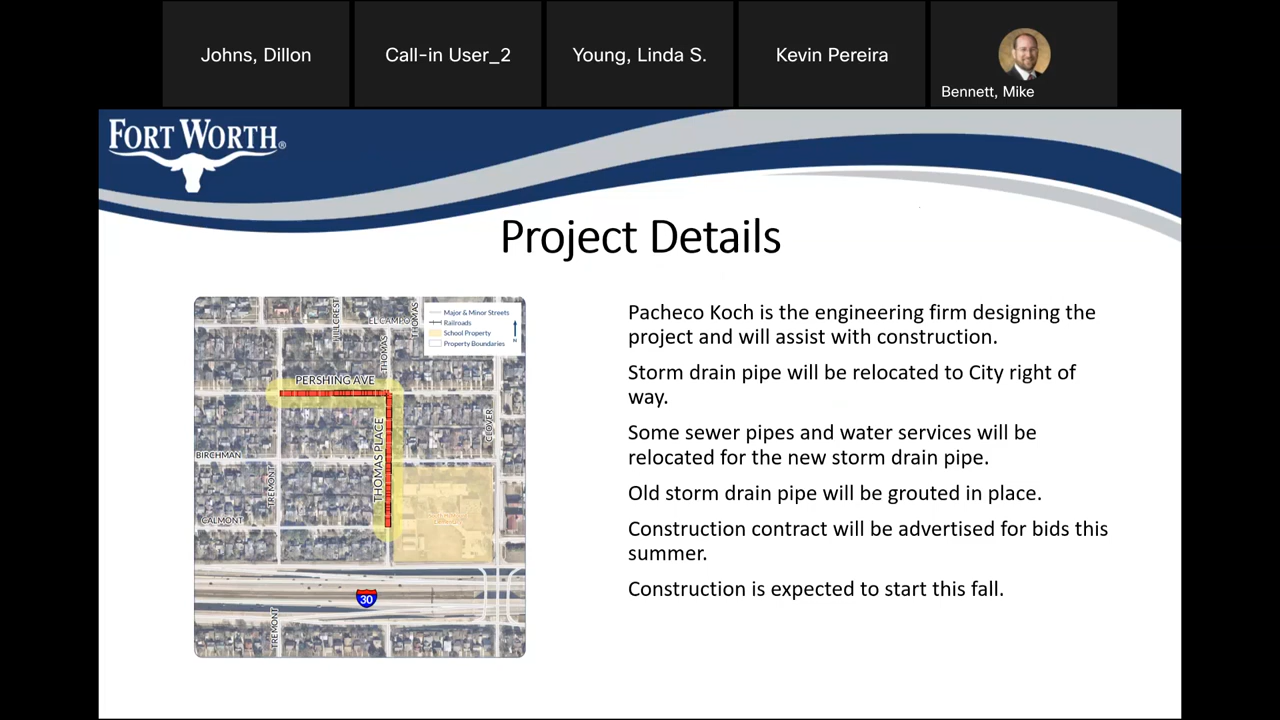 Johns, Dillon
Call-in User_2
Young, Linda S.
Kevin Pereira
Bennett, Mike
FORT WORTH®
Project Details
HILLCREST
EL CAMPO
THOMAS
THOMAS
Major & Minor Streets
Railroads
School Property
Property Boundaries
N
PERSHING AVE
THOMAS PLACE
CLOVER
BIRCHMAN
TREMONT
CALMONT
30
TREMONT
Pacheco Koch is the engineering firm designing the
project and will assist with construction.
Storm drain pipe will be relocated to City right of
way.
Some sewer pipes and water services will be
relocated for the new storm drain pipe.
Old storm drain pipe will be grouted in place.
Construction contract will be advertised for bids this
summer.
Construction is expected to start this fall.